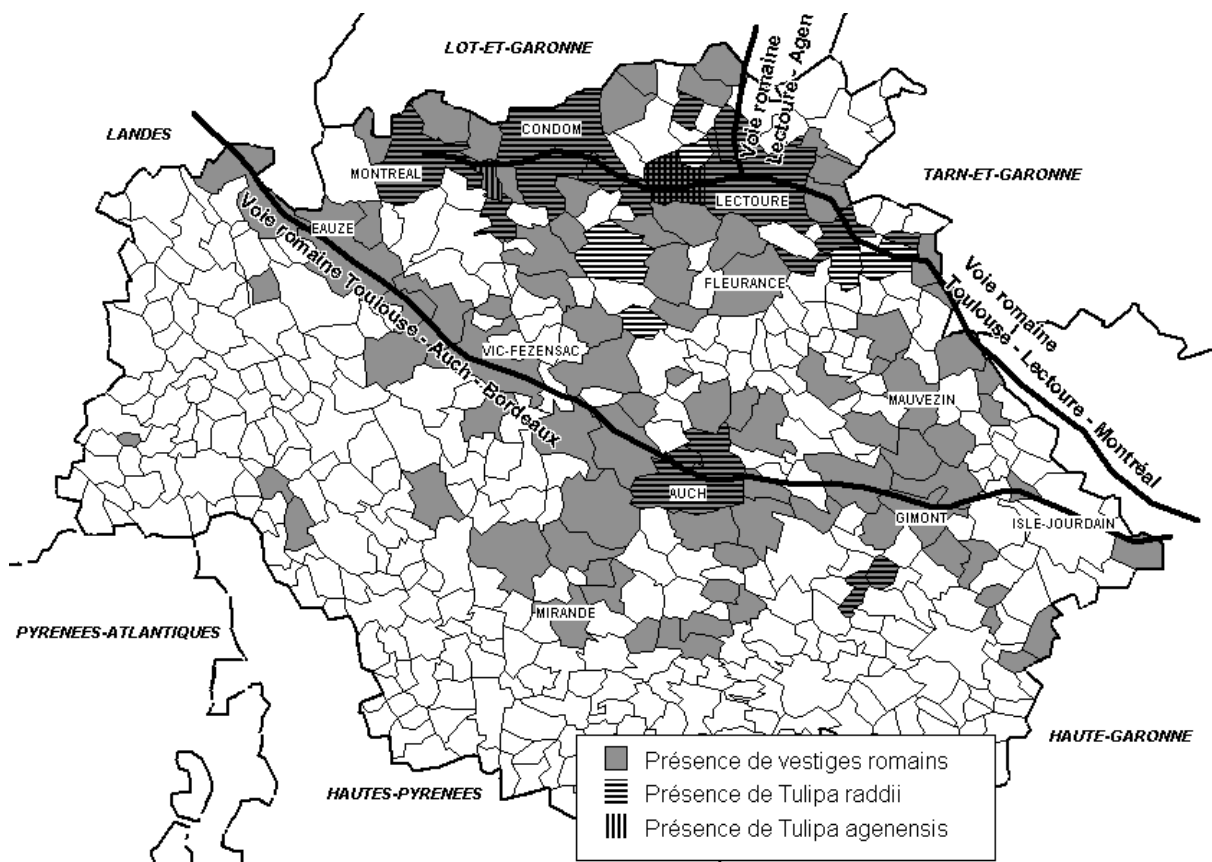 LOT-ET-GARONNE
Voie romaine
Lectoure - Agen
LANDES
CONDOM
MONTREAL
TARN-ET-GARONNE
LECTOURE
EAUZE
Voie romaine Toulouse - Auch - Bordeaux
FLEURANCE
Voie romaine
Toulouse - Lectoure - Montréal
VIC-FEZENSAC
MAUVEZIN
AUCH
GIMONT
ISLE-JOURDAIN
MIRANDE
PYRENEES-ATLANTIQUES
HAUTE-GARONNE
HAUTES-PYRENEES
Présence de vestiges romains
Présence de Tulipa raddii
Présence de Tulipa agenensis